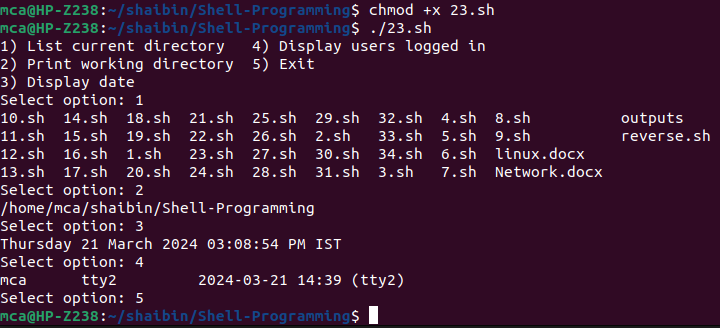 mca@HP-Z238:~/shaibin/Shell-Programming$ chmod +x 23.sh
mca@HP-Z238:~/shaibin/Shell-Programming$ ./23.sh
1) List current directory   4) Display users logged in
2) Print working directory  5) Exit
3) Display date
Select option: 1
10.sh  14.sh  18.sh  21.sh  25.sh  29.sh  32.sh  4.sh  8.sh          outputs
11.sh  15.sh  19.sh  22.sh  26.sh  2.sh   33.sh  5.sh  9.sh          reverse.sh
12.sh  16.sh  1.sh   23.sh  27.sh  30.sh  34.sh  6.sh  linux.docx
13.sh  17.sh  20.sh  24.sh  28.sh  31.sh  3.sh   7.sh  Network.docx
Select option: 2
/home/mca/shaibin/Shell-Programming
Select option: 3
Thursday 21 March 2024 03:08:54 PM IST
Select option: 4
mca      tty2         2024-03-21 14:39 (tty2)
Select option: 5
mca@HP-Z238:~/shaibin/Shell-Programming$